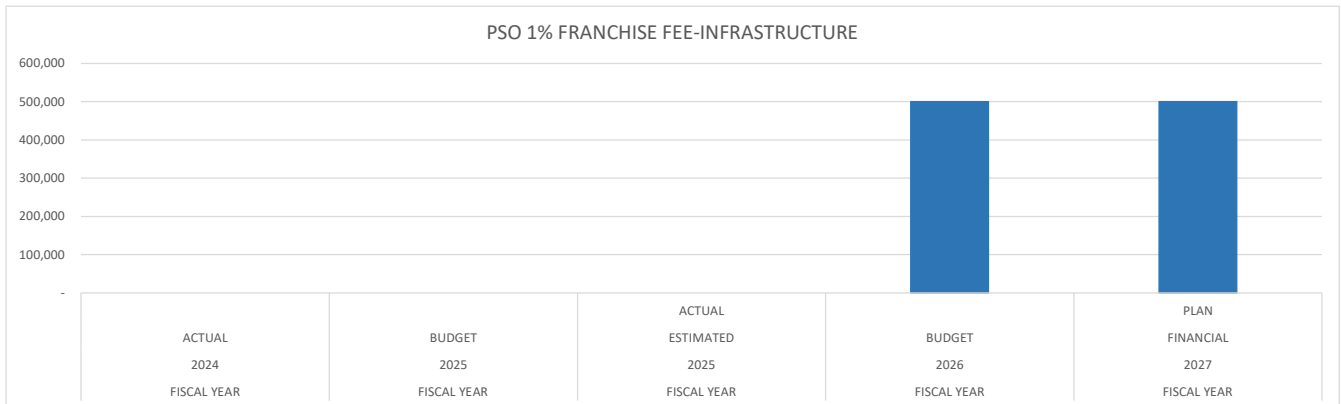 PSO 1% FRANCHISE FEE-INFRASTRUCTURE
600,000
500,000
400,000
300,000
200,000
100,000
-
ACTUAL PLAN
ACTUAL BUDGET ESTIMATED BUDGET FINANCIAL
2024 2025 2025 2026 2027
FISCAL YEAR FISCAL YEAR FISCAL YEAR FISCAL YEAR FISCAL YEAR